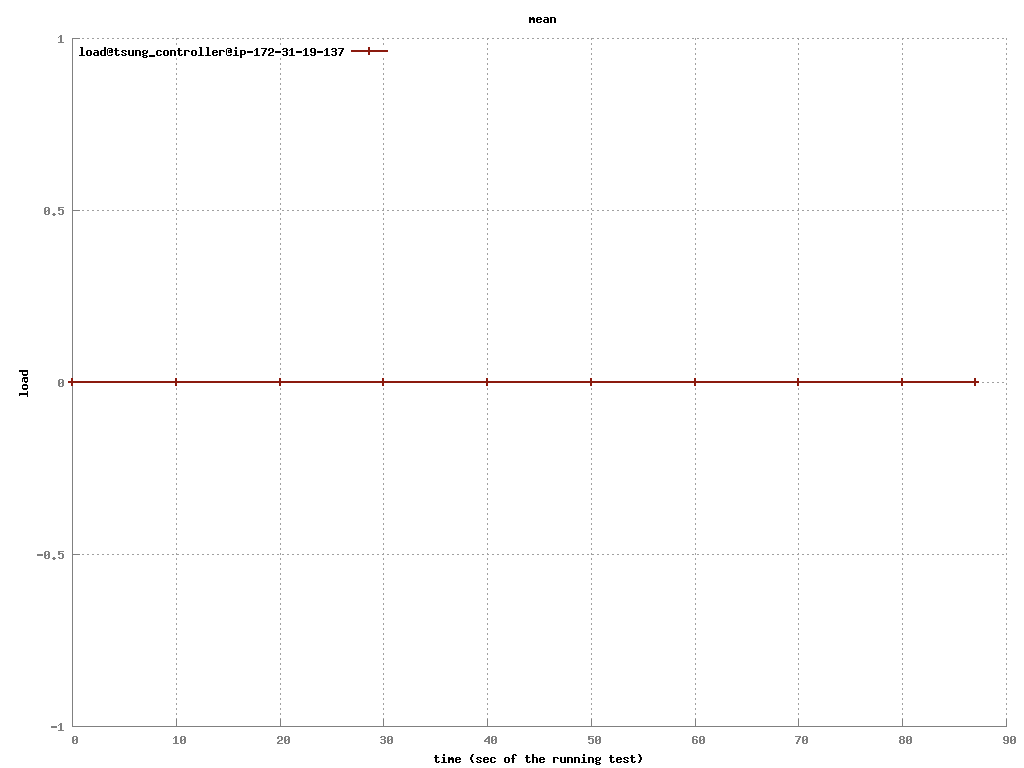 mean
load@tsung_controller@ip-172-31-19-137
1
0.5
0
-0.5
-1
load
0 10 20 30 40 50 60 70 80 90
time (sec of the running test)